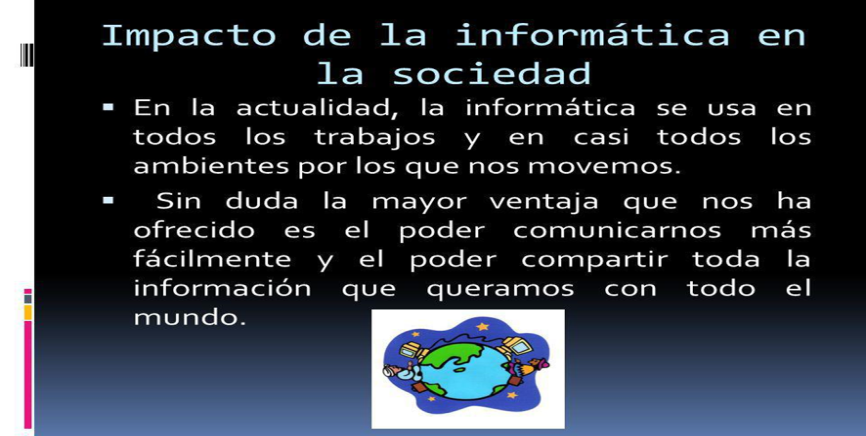 Impacto de la informática en
la sociedad
▪ En la actualidad, la informática se usa en
todos los trabajos y en casi todos los
ambientes por los que nos movemos.
▪ Sin duda la mayor ventaja que nos ha
ofrecido es el poder comunicarnos más
fácilmente y el poder compartir toda la
información que queramos con todo el
mundo.